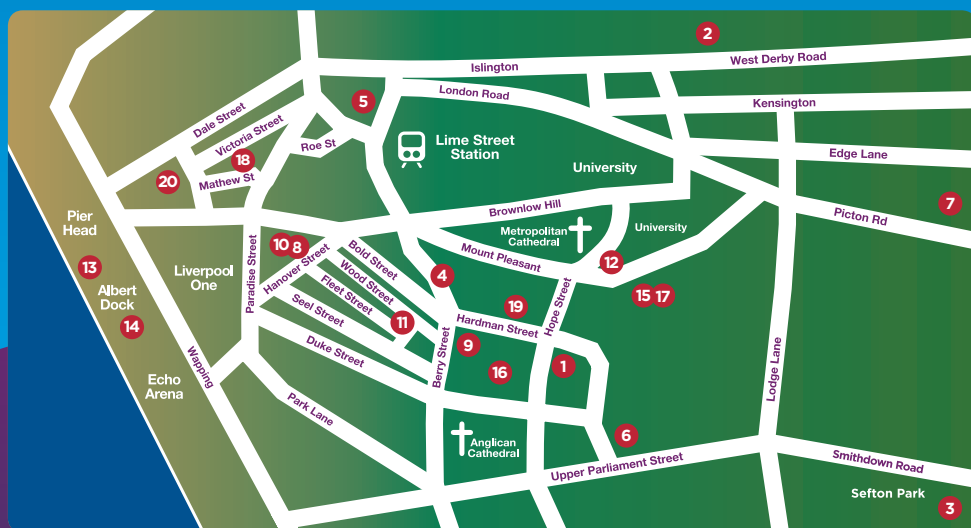 2
Islington
West Derby Road
London Road
Kensington
5
Dale Street
Victoria Street
Roe St
Lime Street
Station
Edge Lane
18
Mathew St
20
University
7
Picton Rd
Brownlow Hill
Metropolitan
Cathedral
University
Pier
Head
13
Albert
Dock
14
Liverpool
One
Paradise Street
10
8
Hanover Street
Bold Street
Wood Street
Fleet Street
Seel Street
Duke Street
4
Mount Pleasant
12
15
17
11
19
Hardman Street
Hope Street
9
16
1
Berry Street
Lodge Lane
Wapping
Echo
Arena
Park Lane
Anglican
Cathedral
6
Upper Parliament Street
Smithdown Road
Sefton Park
3